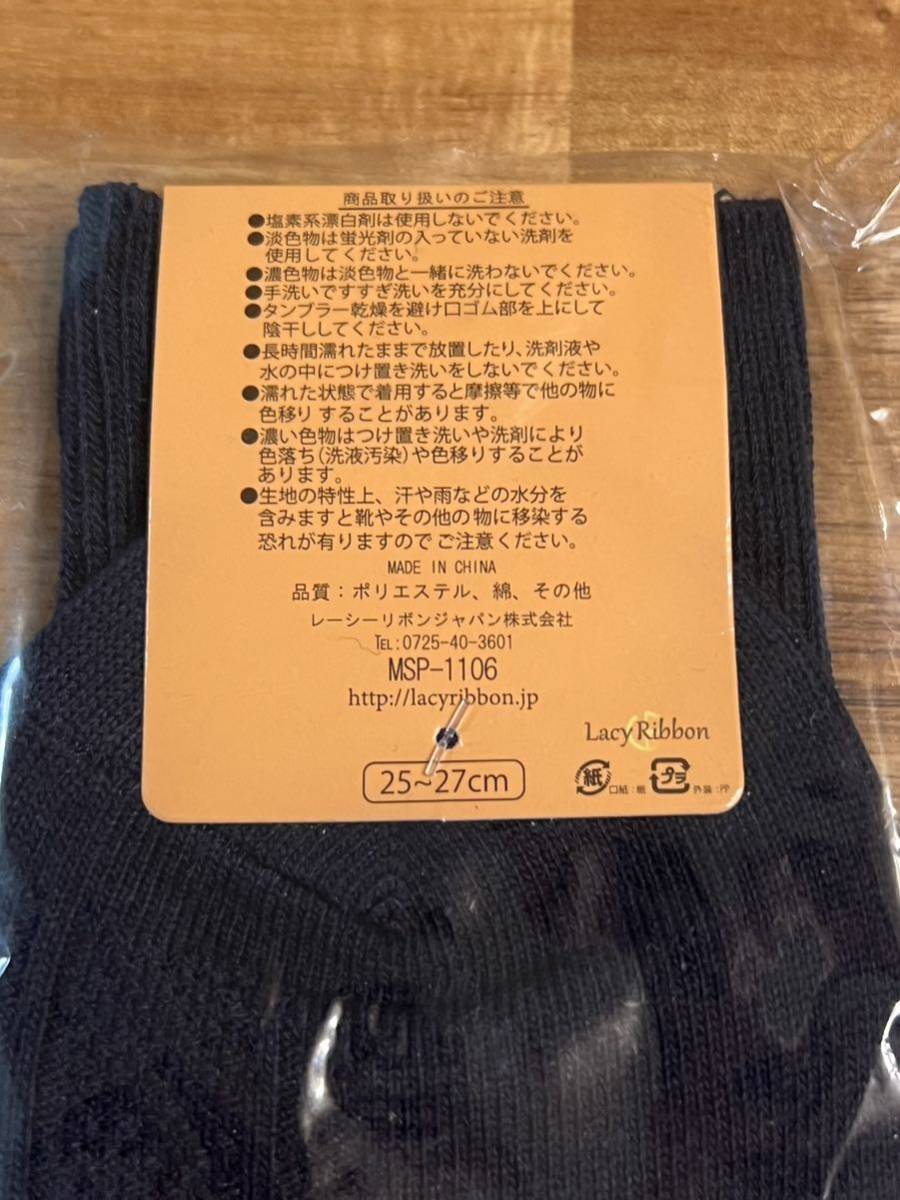 商品取り扱いのご注意
●塩素系漂白剤は使用しないでください。
●淡色物は蛍光剤の入っていない洗剤を
使用してください。
●濃色物は淡色物と一緒に洗わないでください。
●手洗いですすぎ洗いを充分にしてください。
●タンブラー乾燥を避け口ゴム部を上にして
陰干ししてください。
●長時間濡れたままで放置したり、洗剤液や
水の中につけ置き洗いをしないでください。
●濡れた状態で着用すると摩擦等で他の物に
色移りすることがあります。
●濃い色物はつけ置き洗いや洗剤により
色落ち(洗液汚染)や色移りすることが
あります。
●生地の特性上、汗や雨などの水分を
含みますと靴やその他の物に移染する
恐れが有りますのでご注意ください。
MADE IN CHINA
品質：ポリエステル、綿、その他
レーシーリボンジャパン株式会社
TEL:0725-40-3601
MSP-1106
http://lacyribbon.jp
Lacy Ribbon
25~27cm
紙 口紙：紙 プラ 外装：PP